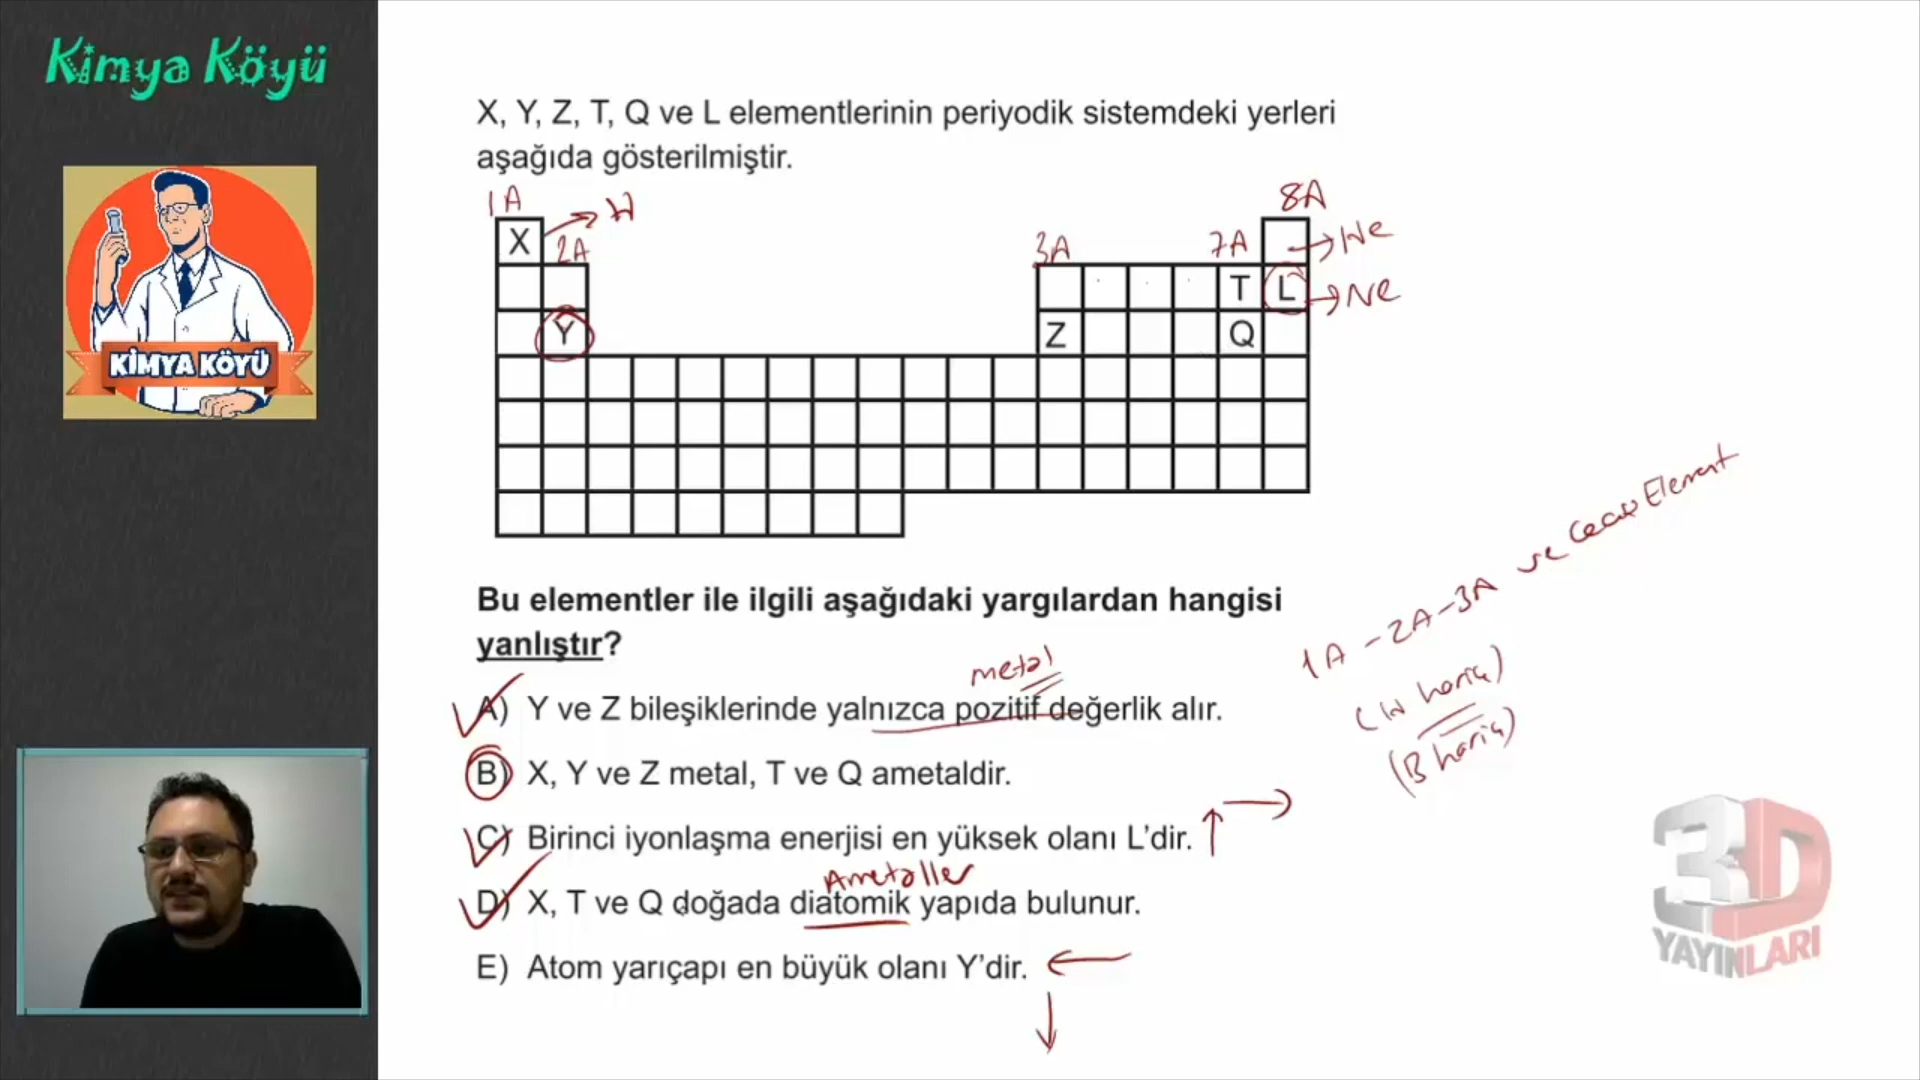 Kimya Köyü
KİMYA KÖYÜ
X, Y, Z, T, Q ve L elementlerinin periyodik sistemdeki yerleri
aşağıda gösterilmiştir.
1A 8A
X H
2A 3A 7A He
T L Ne
Y Z Q
Bu elementler ile ilgili aşağıdaki yargılardan hangisi
yanlıştır?
metal
A) Y ve Z bileşiklerinde yalnızca pozitif değerlik alır.
B) X, Y ve Z metal, T ve Q ametaldir.
C) Birinci iyonlaşma enerjisi en yüksek olanı L'dir.
Ametaller
D) X, T ve Q doğada diatomik yapıda bulunur.
E) Atom yarıçapı en büyük olanı Y'dir.
1A - 2A - 3A ve Element
(H hariç)
(B hariç)
3D
YAYINLARI